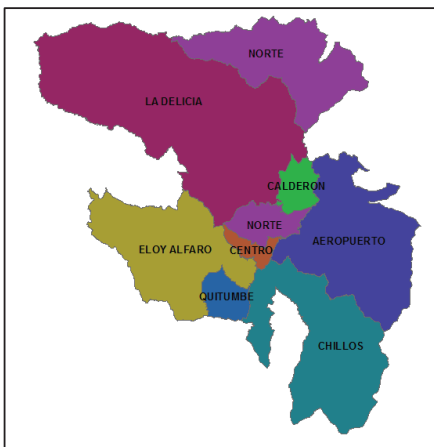 NORTE
LA DELICIA
CALDERON
NORTE
AEROPUERTO
ELOY ALFARO
CENTRO
QUITUMBE
CHILLOS